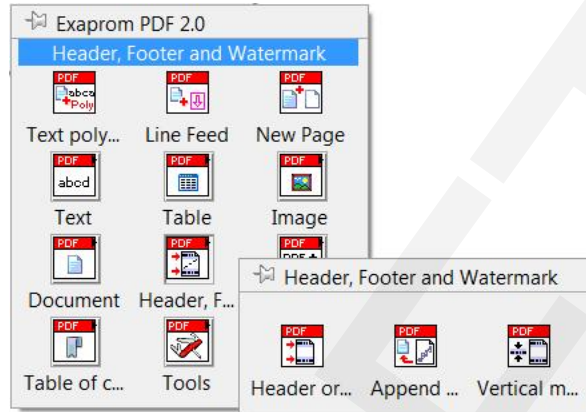 Exaprom PDF 2.0
Header, Footer and Watermark
PDF
abca
Poly
PDF
PDF
Text poly...
Line Feed
New Page
PDF
abcd
PDF
PDF
Text
Table
Image
PDF
PDF
Document
Header, F...
PDF
PDF
Table of c...
Tools
Header, Footer and Watermark
PDF
PDF
PDF
Header or...
Append ...
Vertical m...